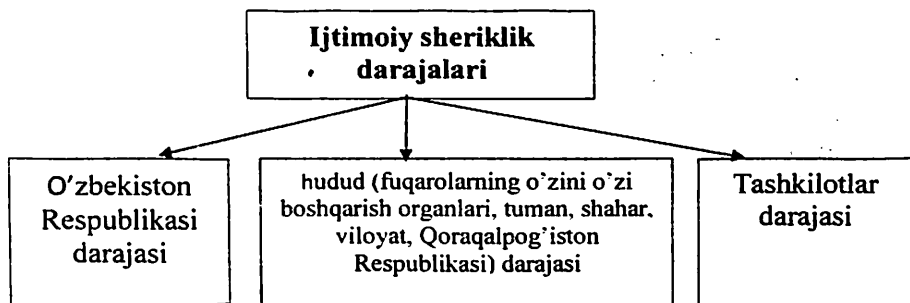 Ijtimoiy sheriklik
darajalari
O'zbekiston
Respublikasi
darajasi
hudud (fuqarolarning o`zini o`zi
boshqarish organlari, tuman, shahar,
viloyat, Qoraqalpog`iston
Respublikasi) darajasi
Tashkilotlar
darajasi